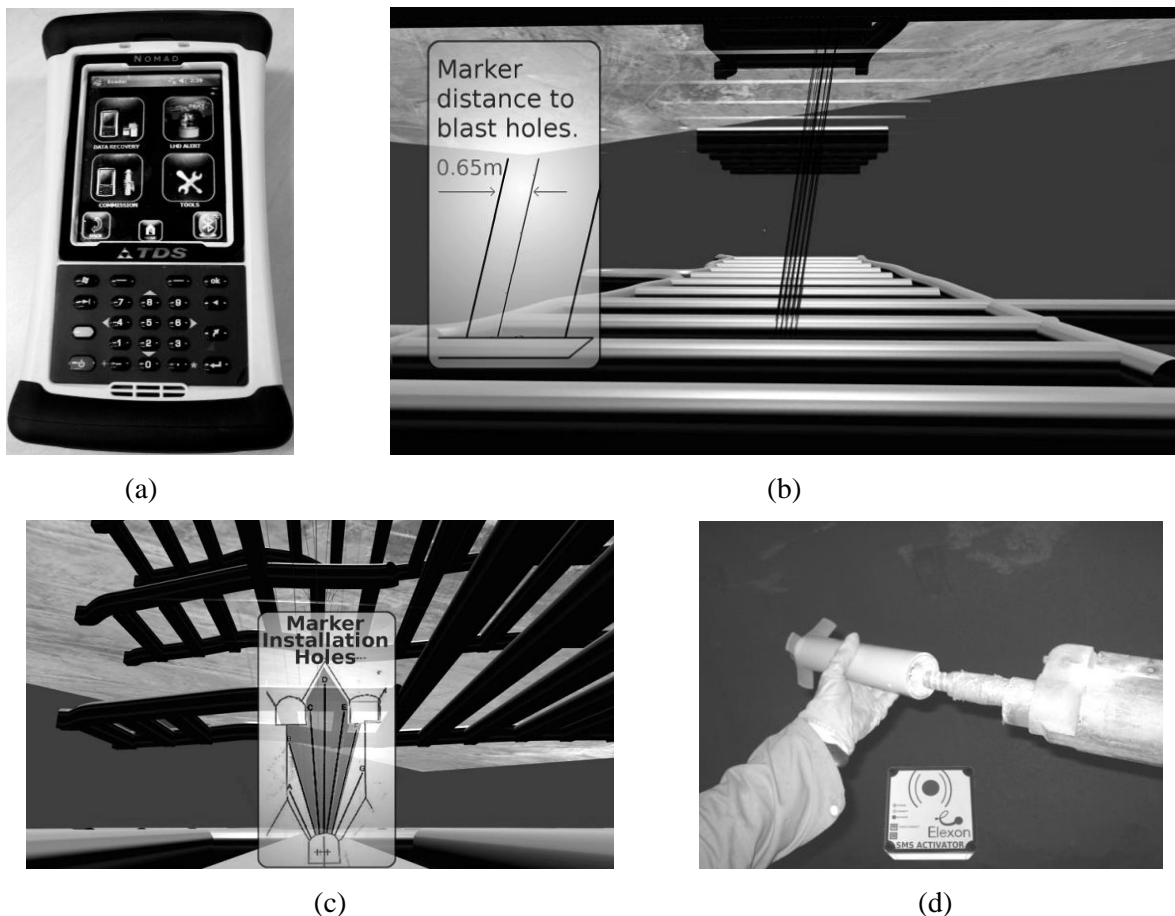 NOMAD
DATA RECOVERY
LHD ALERT
COMMISSION
TOOLS
TDS
ok
7 8 9
4 5 6
1 2 3
0 . *
(a)
Marker
distance to
blast holes.
0.65m
(b)
Marker
Installation
Holes
D
C E
B F
A G
(c)
Elexon
SMS ACTIVATOR
(d)